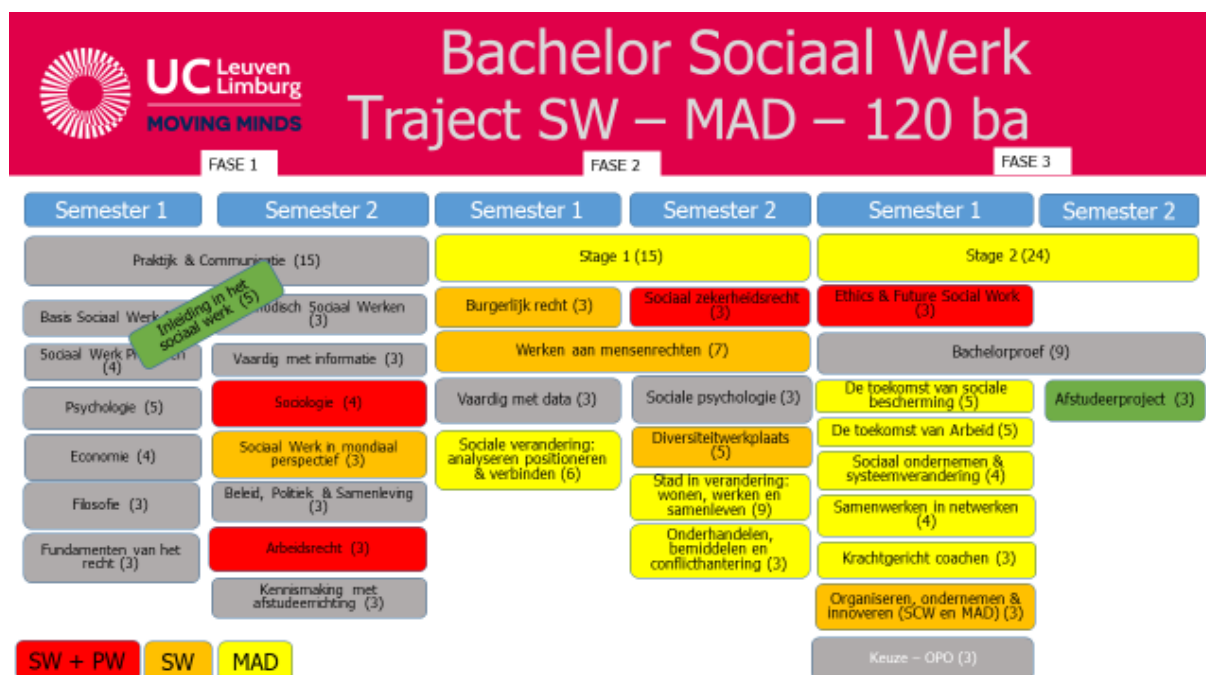 UC Leuven
Limburg
MOVING MINDS
Bachelor Sociaal Werk
Traject SW – MAD – 120 ba
FASE 1
FASE 2
FASE 3
Semester 1
Semester 2
Semester 1
Semester 2
Semester 1
Semester 2
Praktijk & Communicatie (15)
Stage 1 (15)
Stage 2 (24)
Inleiding in het
sociaal werk (5)
Basis Sociaal Werk
Sociaal Werken
(3)
Burgerlijk recht (3)
Sociaal zekerheidsrecht
(3)
Ethics & Future Social Work
(3)
Sociaal Werk
(4)
Vaardig met informatie (3)
Werken aan mensenrechten (7)
Bachelorproef (9)
Psychologie (5)
Sociologie (4)
Vaardig met data (3)
Sociale psychologie (3)
De toekomst van sociale
bescherming (5)
Afstudeerproject (3)
De toekomst van Arbeid (5)
Economie (4)
Sociaal Werk in mondiaal
perspectief (3)
Sociale verandering:
analyseren positioneren
& verbinden (6)
Diversiteitwerkplaats
(5)
Sociaal ondernemen &
systeemverandering (4)
Filosofie (3)
Beleid, Politiek & Samenleving
(3)
Stad in verandering:
wonen, werken en
samenleven (9)
Samenwerken in netwerken
(4)
Fundamenten van het
recht (3)
Arbeidsrecht (3)
Onderhandelen,
bemiddelen en
conflicthantering (3)
Krachtgericht coachen (3)
Kennismaking met
afstudeerrichting (3)
Organiseren, ondernemen &
innoveren (SCW en MAD) (3)
Keuze – OPO (3)
SW + PW
SW
MAD